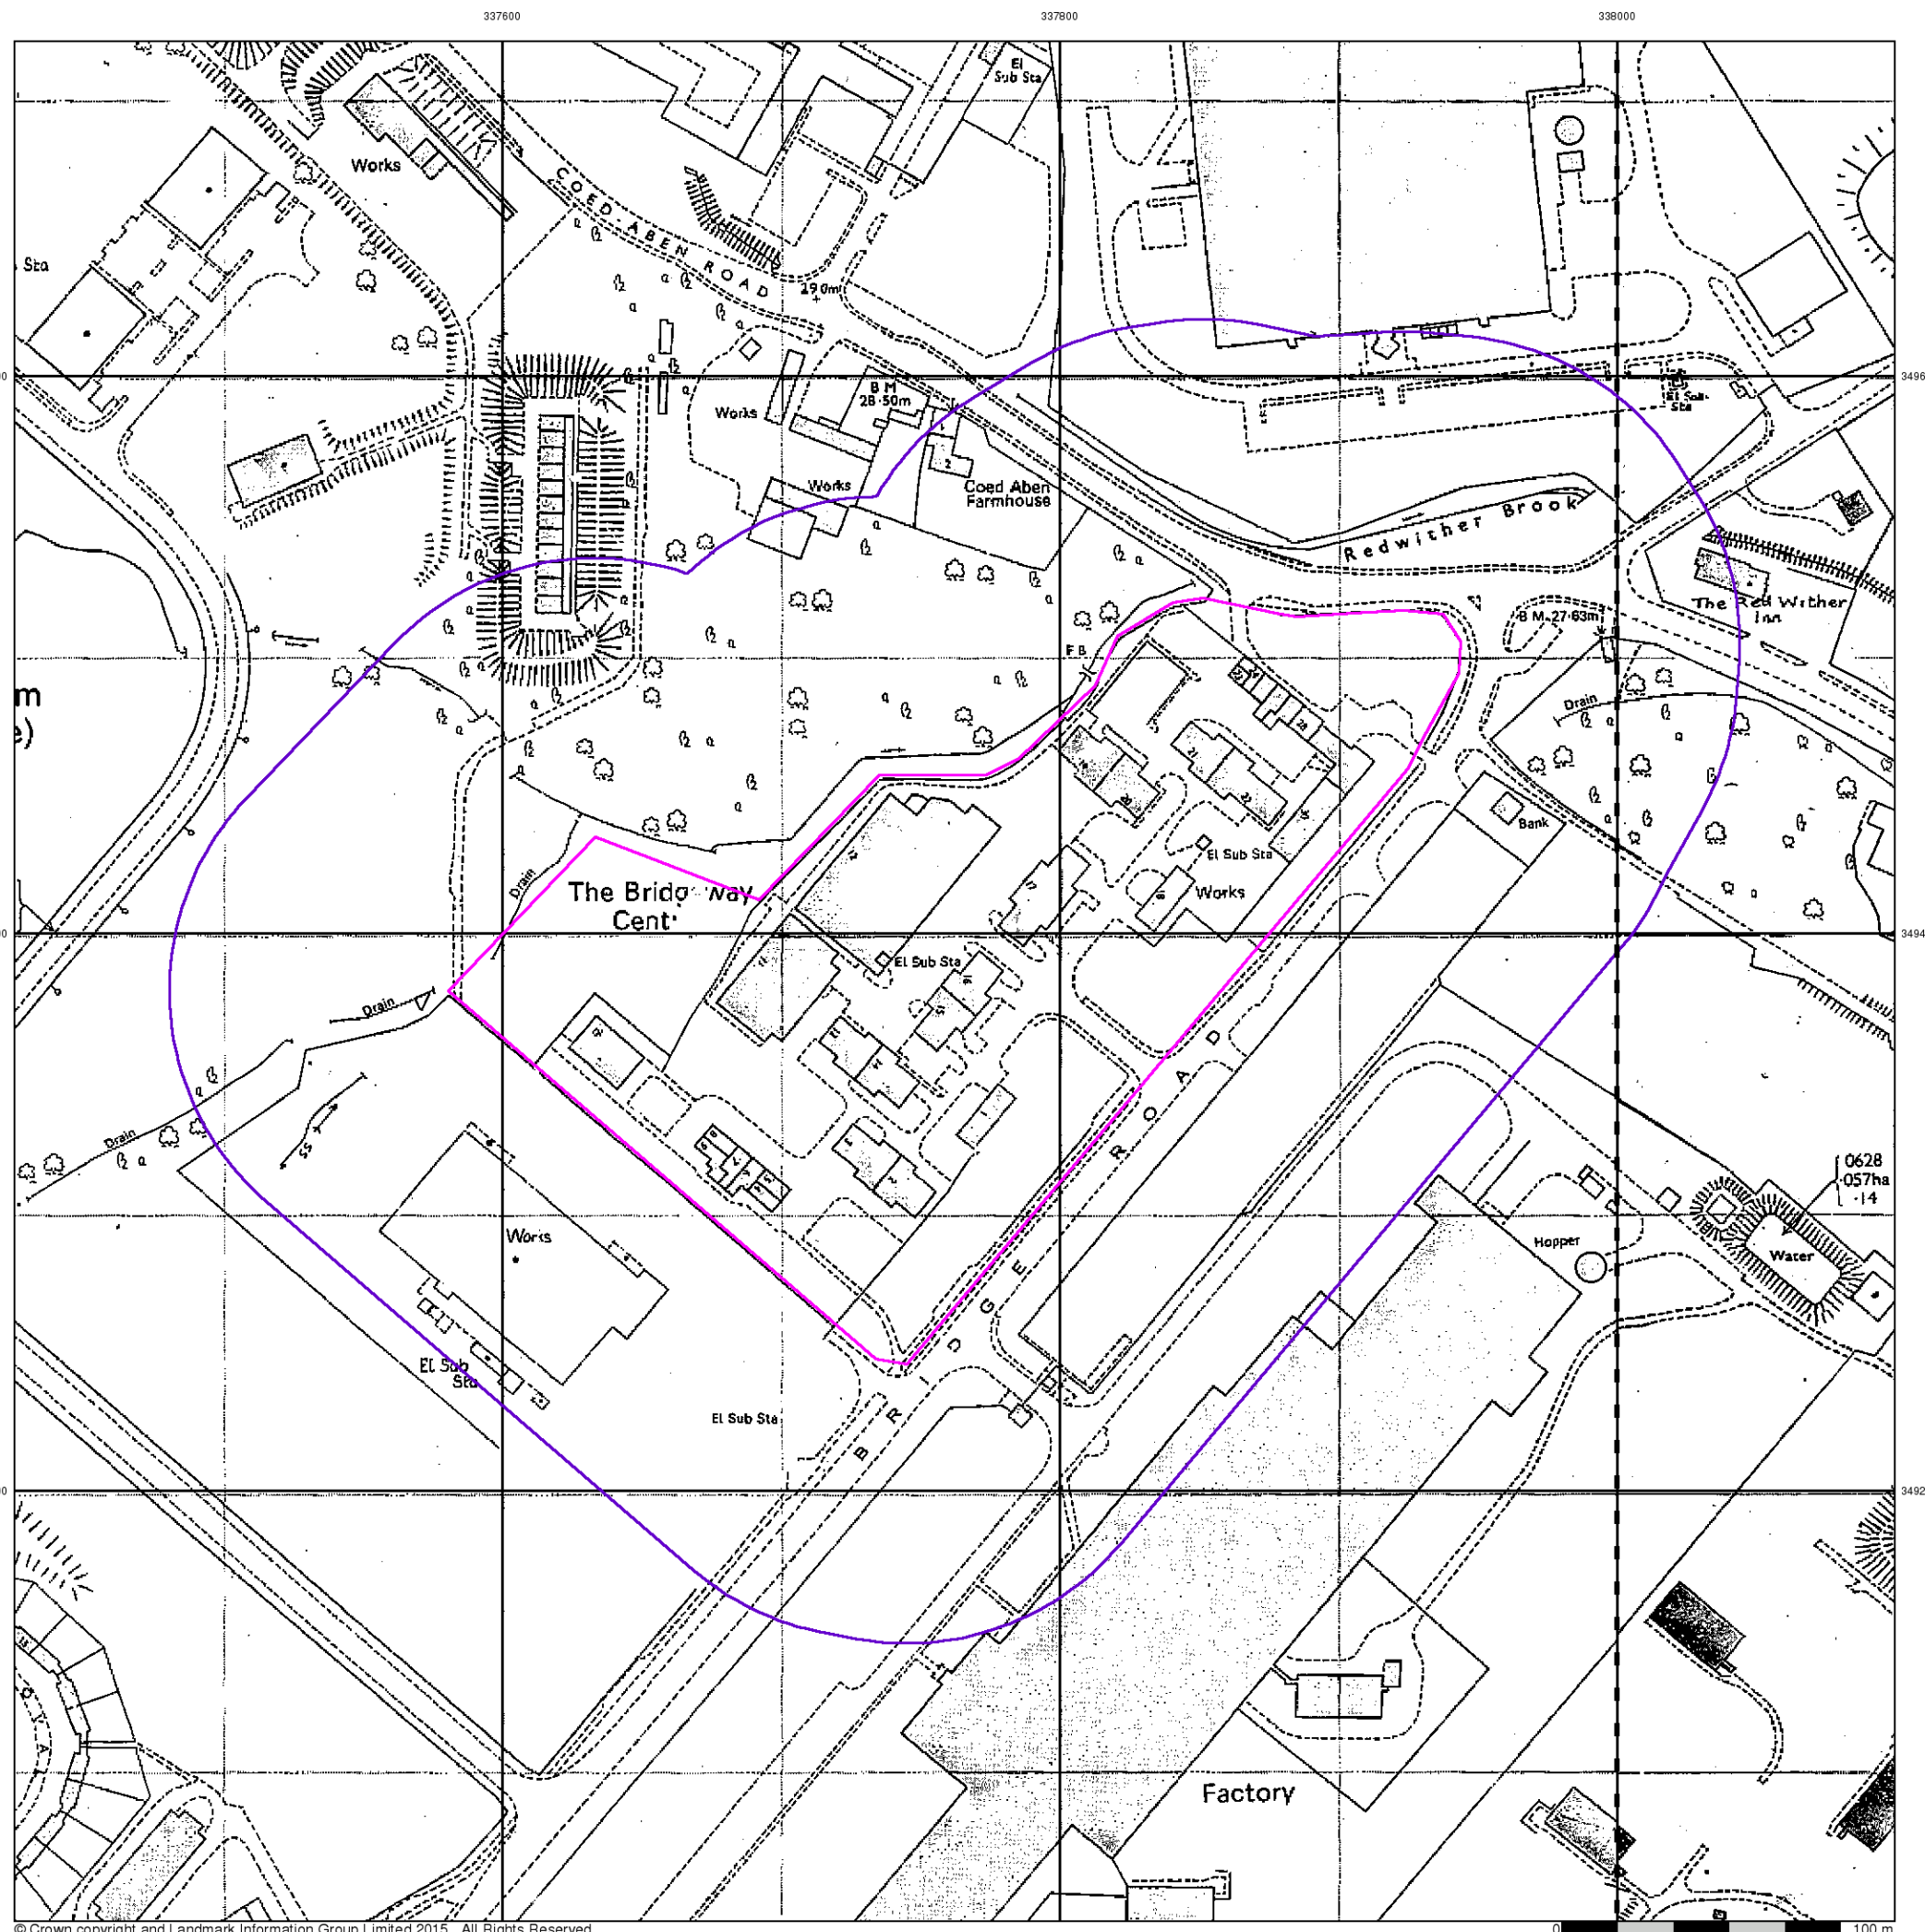 337600
337800
338000
El
Sub Sta
Works
COED-ABEN ROAD
Sta
29.0m
B M
28.50m
Works
3496
El Sub
Sta
2
Works
Coed Aben
Farmhouse
Redwither Brook
The Red Wither
Inn
B M 27.63m
F B
m
e)
Drain
Bank
El Sub Sta
Works
Drain
The Bridgeway
Cent
3494
El Sub Sta
Drain
BRIDGE ROAD
SS
Drain
0628
.057ha
.14
Works
Hopper
Water
El Sub
Sta
El Sub Sta
3492
Factory
© Crown copyright and Landmark Information Group Limited 2015. All Rights Reserved.
0
100 m